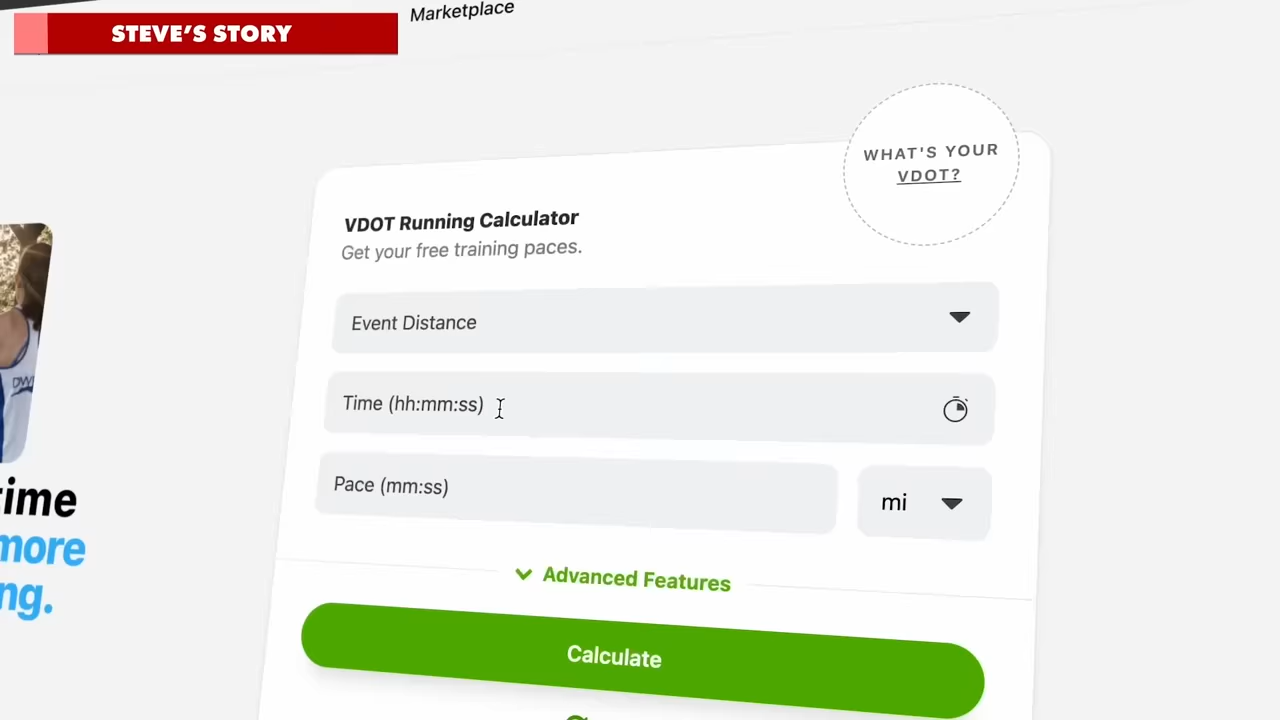 STEVE'S STORY
Marketplace
WHAT'S YOUR
VDOT?
VDOT Running Calculator
Get your free training paces.
Event Distance
Time (hh:mm:ss)
Pace (mm:ss)
mi
time
more
ng.
Advanced Features
Calculate